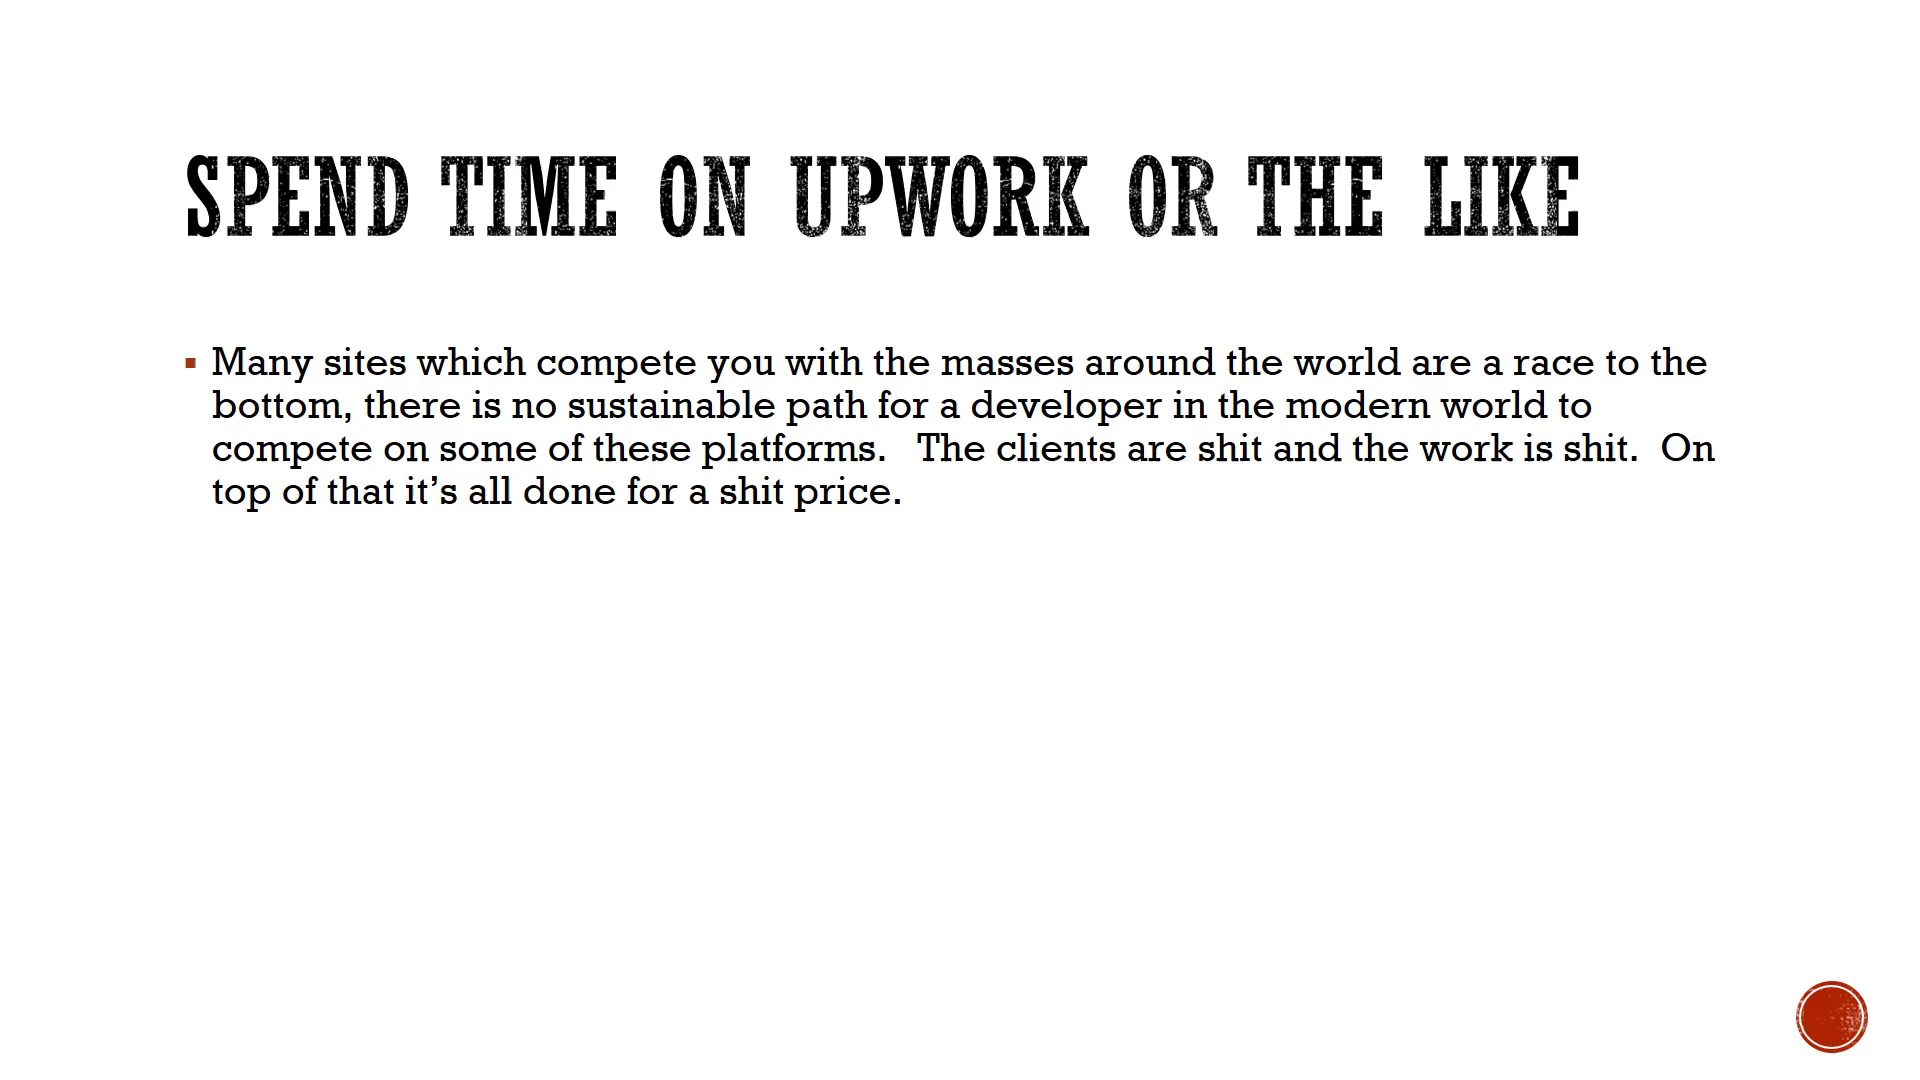 SPEND TIME ON UPWORK OR THE LIKE
Many sites which compete you with the masses around the world are a race to the
bottom, there is no sustainable path for a developer in the modern world to
compete on some of these platforms.   The clients are shit and the work is shit.  On
top of that it’s all done for a shit price.